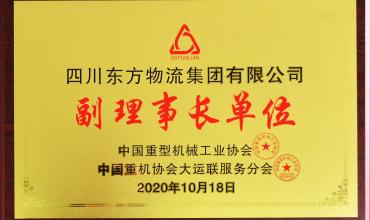 DAYUNLIAN
四川东方物流集团有限公司
副理事长单位
中国重型机械工业协会
中国重机协会大运联服务分会
2020年10月18日